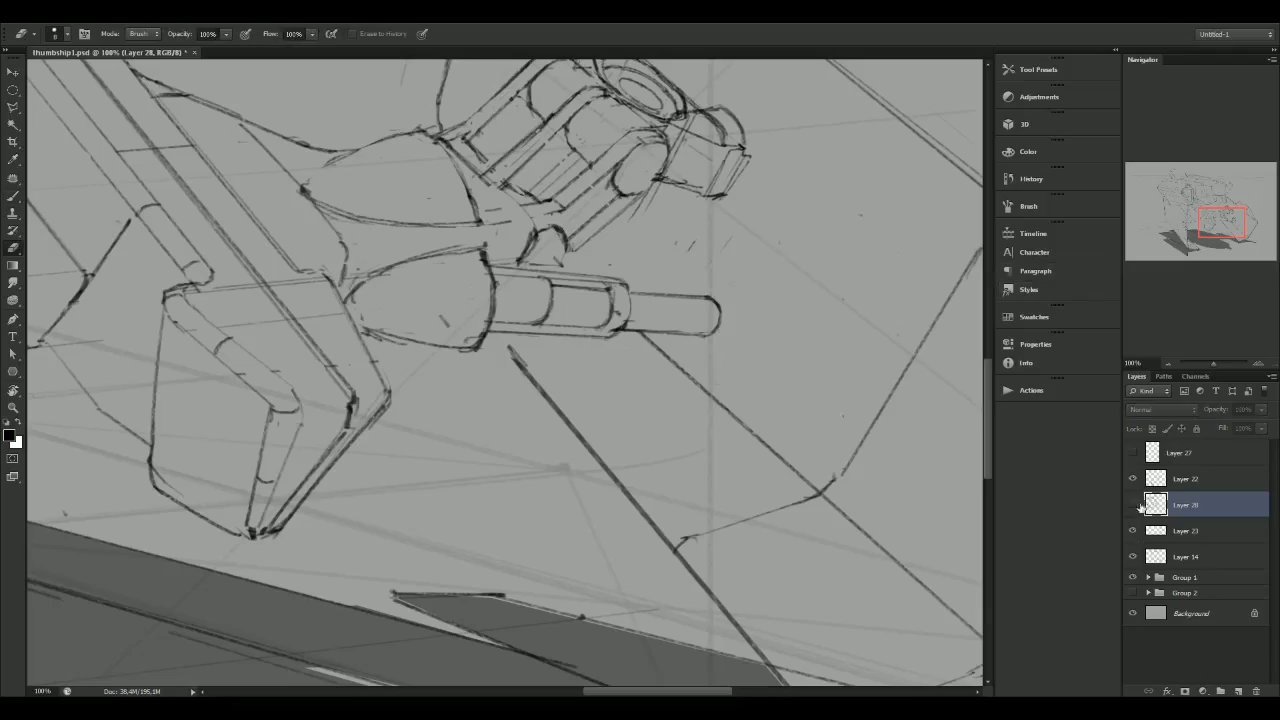 Mode: Brush Opacity: 100% Flow: 100% Erase to History Untitled-1
thumbship1.psd @ 100% (Layer 28, RGB/8) *
Tool Presets
Adjustments
3D
Color
History
Brush
Timeline
Character
Paragraph
Styles
Swatches
Properties
Info
Actions
Navigator
100%
Layers Paths Channels
Kind
Normal Opacity: 100%
Lock: Fill: 100%
Layer 27
Layer 22
Layer 28
Layer 23
Layer 14
Group 1
Group 2
Background
100% Doc: 38,4M/195,1M